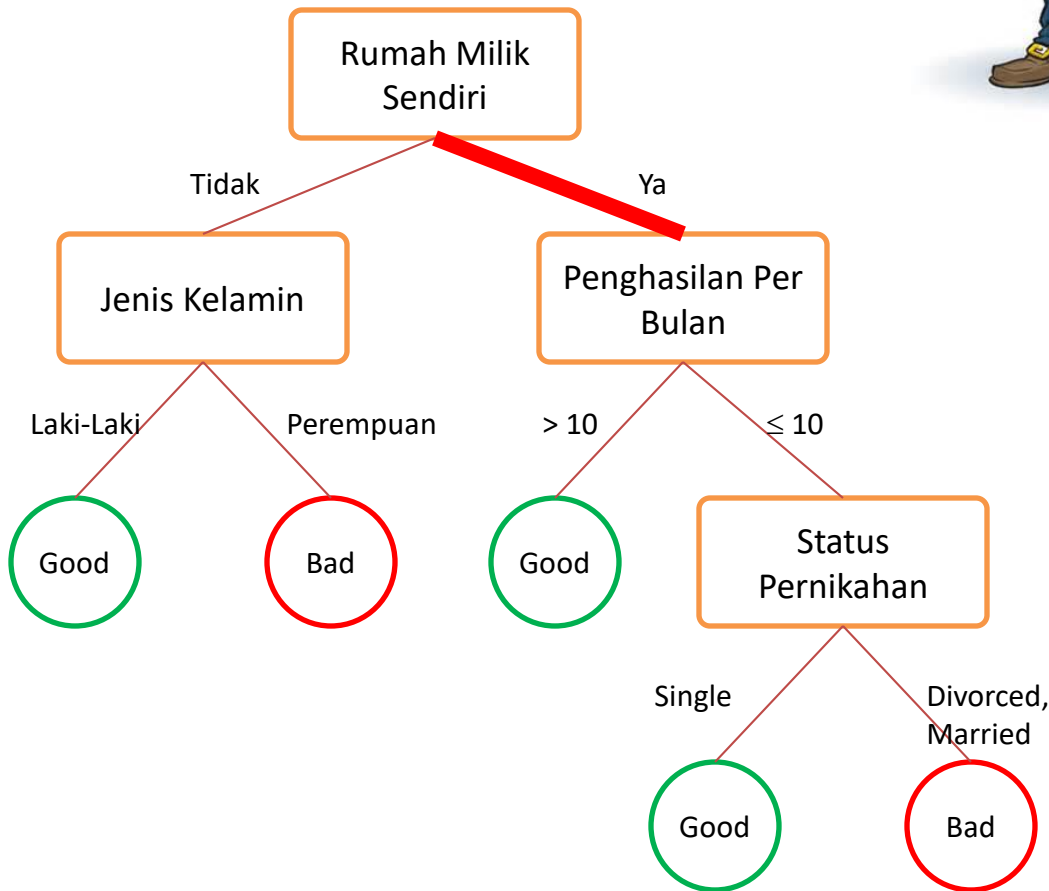 Rumah Milik
Sendiri
Tidak
Ya
Jenis Kelamin
Penghasilan Per
Bulan
Laki-Laki
Perempuan
> 10
≤ 10
Good
Bad
Good
Status
Pernikahan
Single
Divorced,
Married
Good
Bad